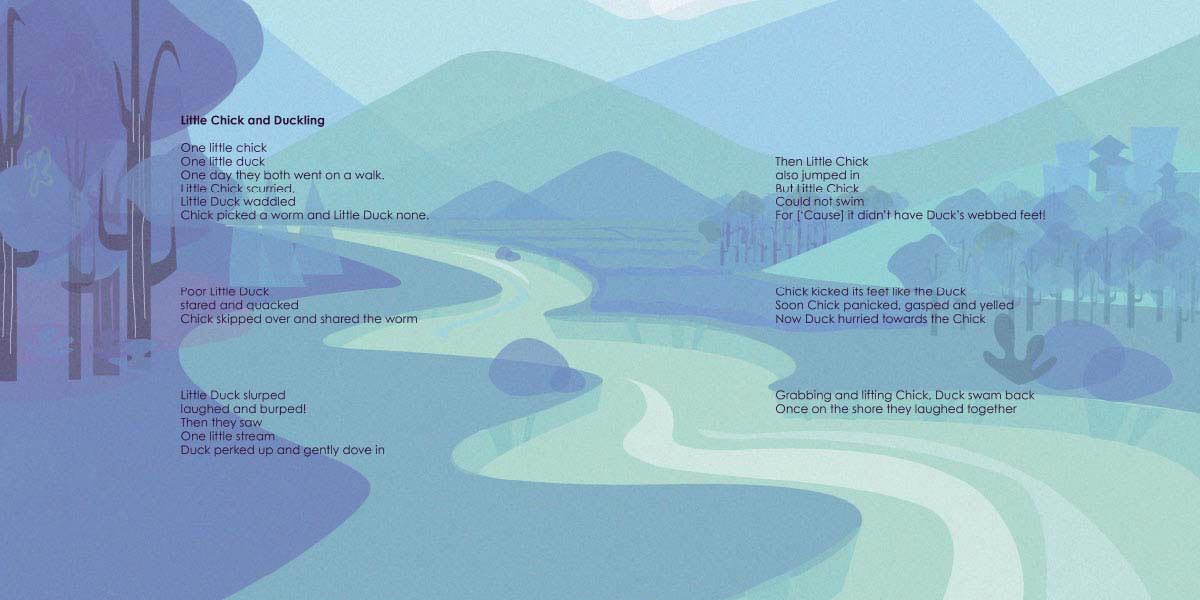 Little Chick and Duckling
One little chick
One little duck
One day they both went on a walk.
Little Chick scurried,
Little Duck waddled
Chick picked a worm and Little Duck none.
Poor Little Duck
stared and quacked
Chick skipped over and shared the worm
Little Duck slurped
laughed and burped!
Then they saw
One little stream
Duck perked up and gently dove in
Then Little Chick
also jumped in
But Little Chick
Could not swim
For ['Cause] it didn't have Duck's webbed feet!
Chick kicked its feet like the Duck
Soon Chick panicked, gasped and yelled
Now Duck hurried towards the Chick
Grabbing and lifting Chick, Duck swam back
Once on the shore they laughed together